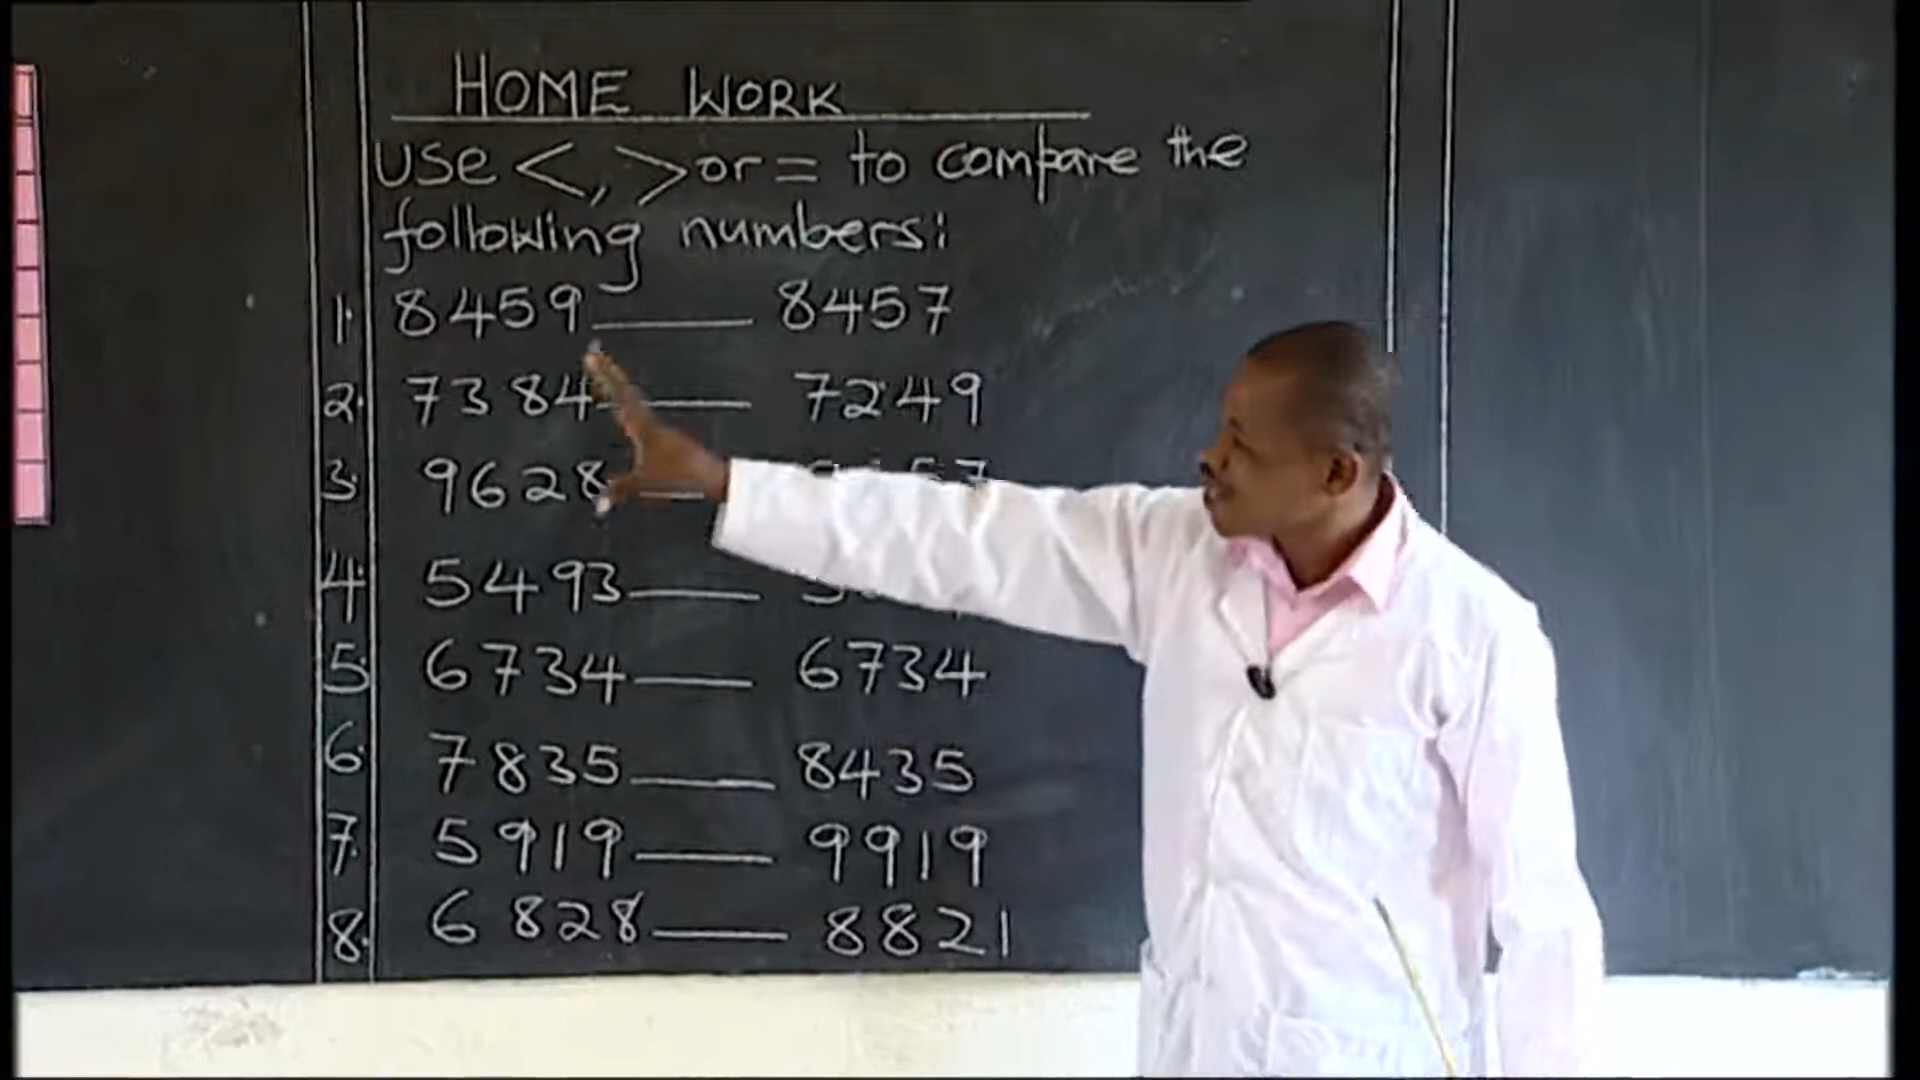 HOME WORK
use <, > or = to compare the
following numbers:
1. 8459 ____ 8457
2. 7384 ____ 7249
3. 9628 ____
4. 5493 ____
5. 6734 ____ 6734
6. 7835 ____ 8435
7. 5919 ____ 9919
8. 6828 ____ 8821